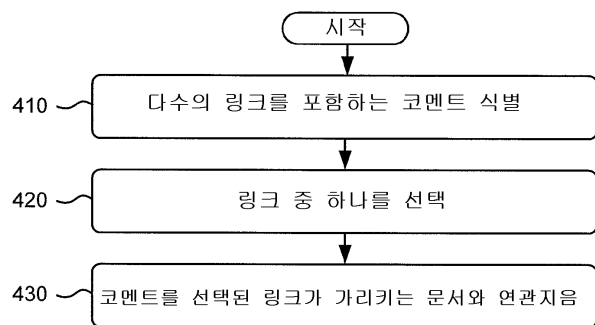 시작
410 다수의 링크를 포함하는 코멘트 식별
420 링크 중 하나를 선택
430 코멘트를 선택된 링크가 가리키는 문서와 연관지음